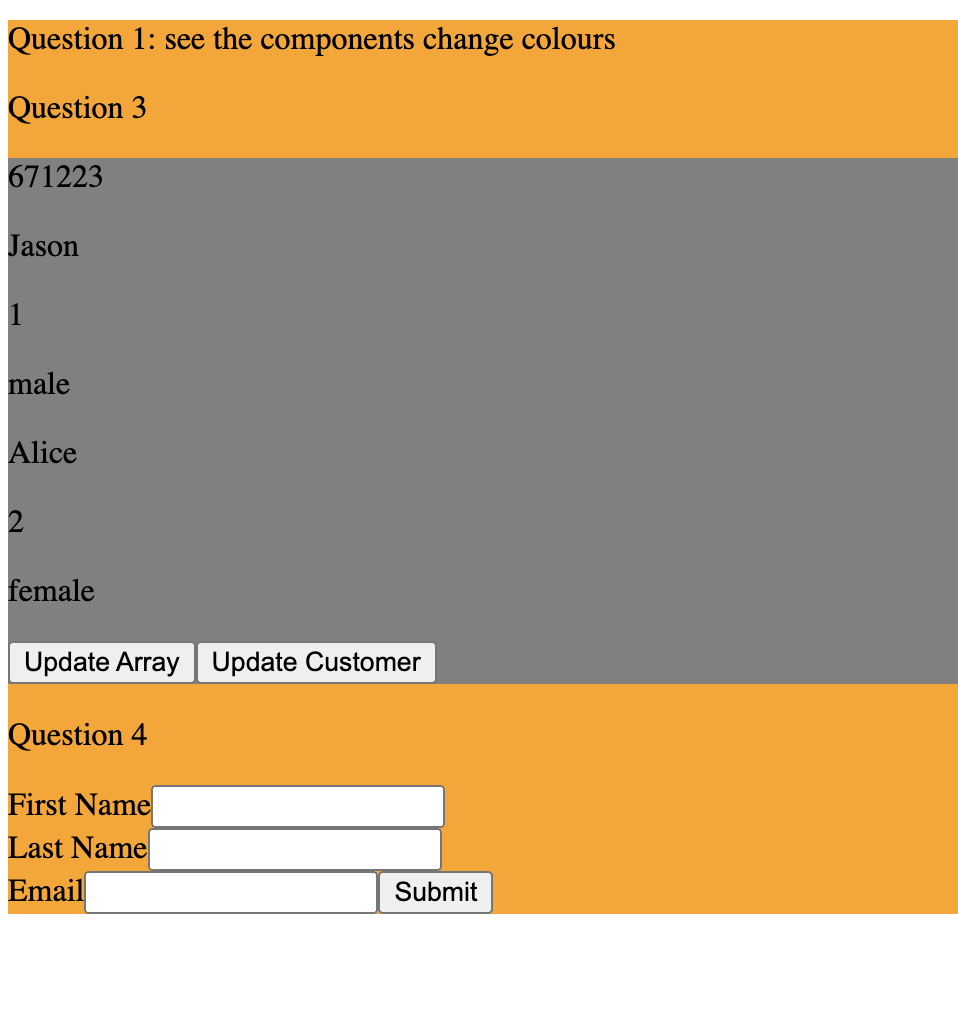 Question 1: see the components change colours
Question 3
671223
Jason
1
male
Alice
2
female
Update Array Update Customer
Question 4
First Name
Last Name
Email Submit